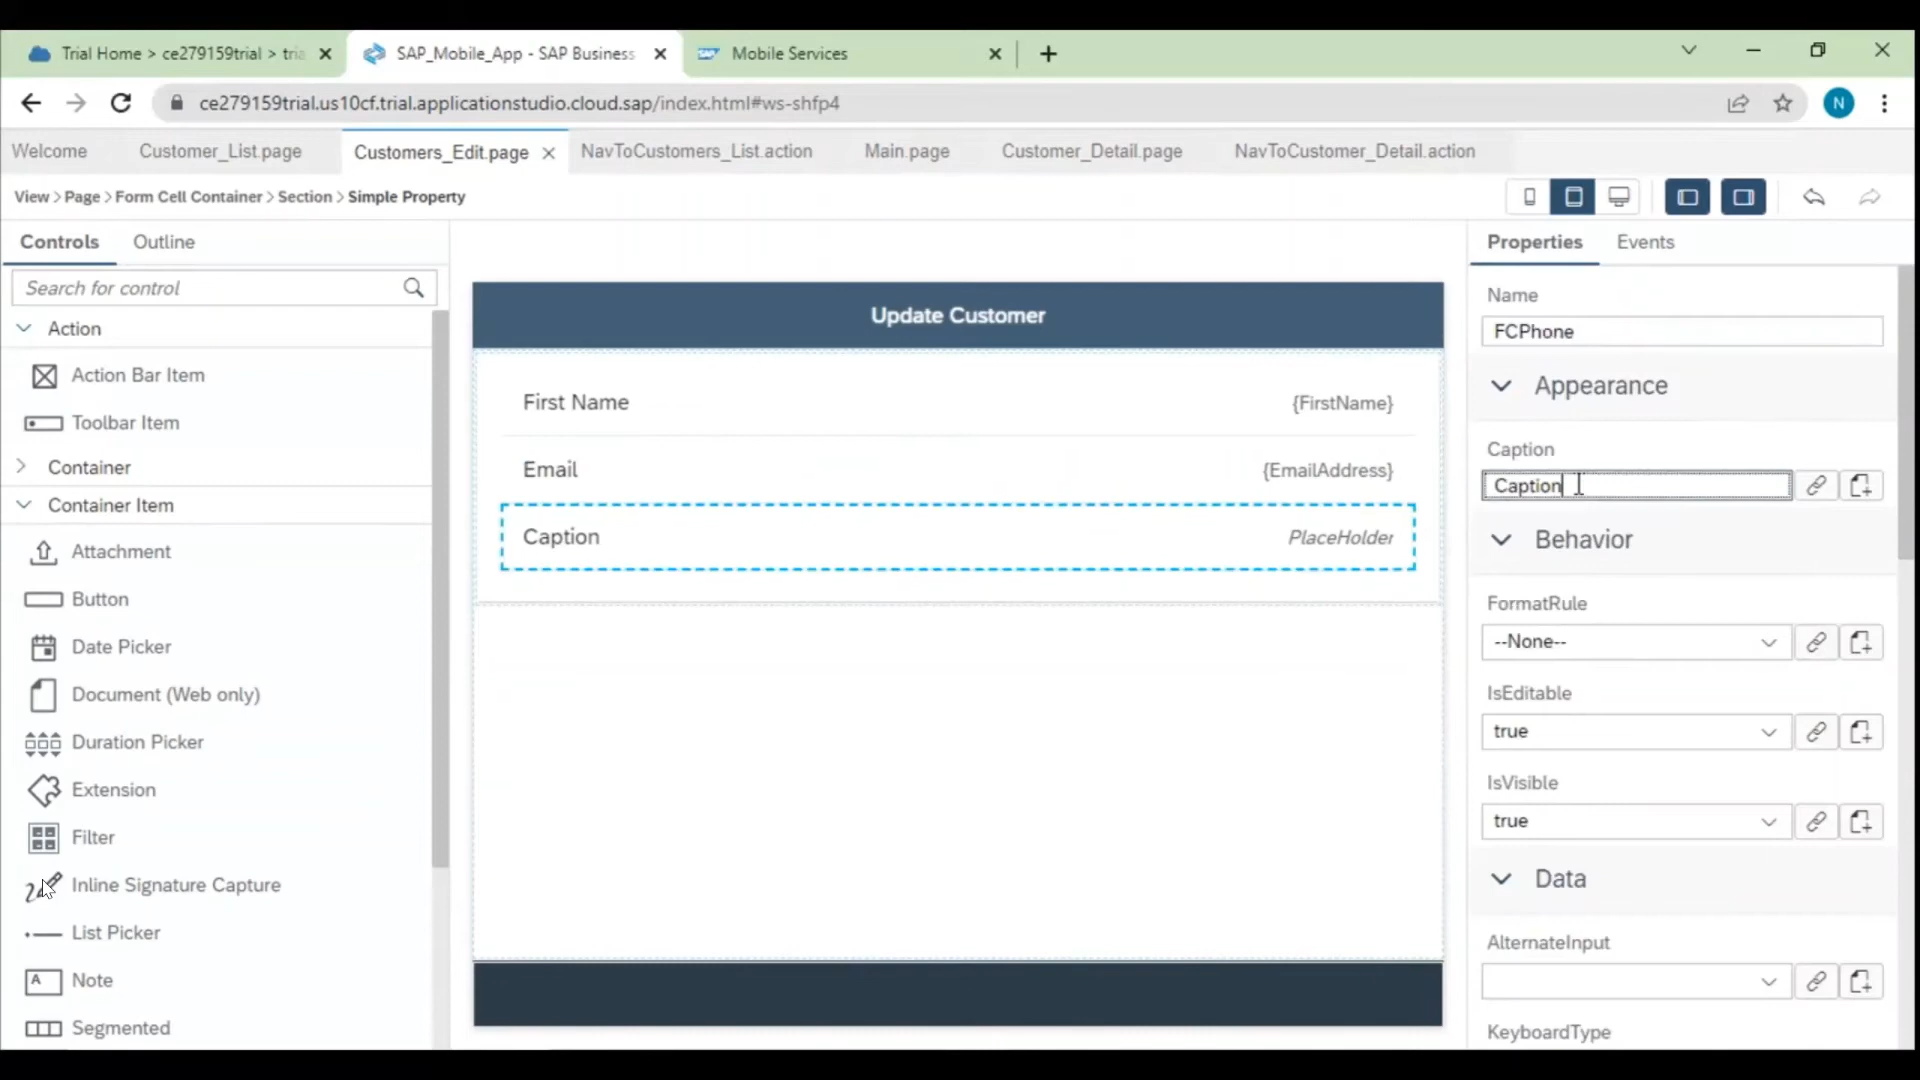 Trial Home > ce279159trial > tria
SAP_Mobile_App - SAP Business
Mobile Services
ce279159trial.us10cf.trial.applicationstudio.cloud.sap/index.html#ws-shfp4
N
Welcome
Customer_List.page
Customers_Edit.page
NavToCustomers_List.action
Main.page
Customer_Detail.page
NavToCustomer_Detail.action
View > Page > Form Cell Container > Section > Simple Property
Controls
Outline
Search for control
Action
Action Bar Item
Toolbar Item
Container
Container Item
Attachment
Button
Date Picker
Document (Web only)
Duration Picker
Extension
Filter
Inline Signature Capture
List Picker
Note
Segmented
Update Customer
First Name
{FirstName}
Email
{EmailAddress}
Caption
PlaceHolder
Properties
Events
Name
FCPhone
Appearance
Caption
Caption
Behavior
FormatRule
--None--
IsEditable
true
IsVisible
true
Data
AlternateInput
KeyboardType